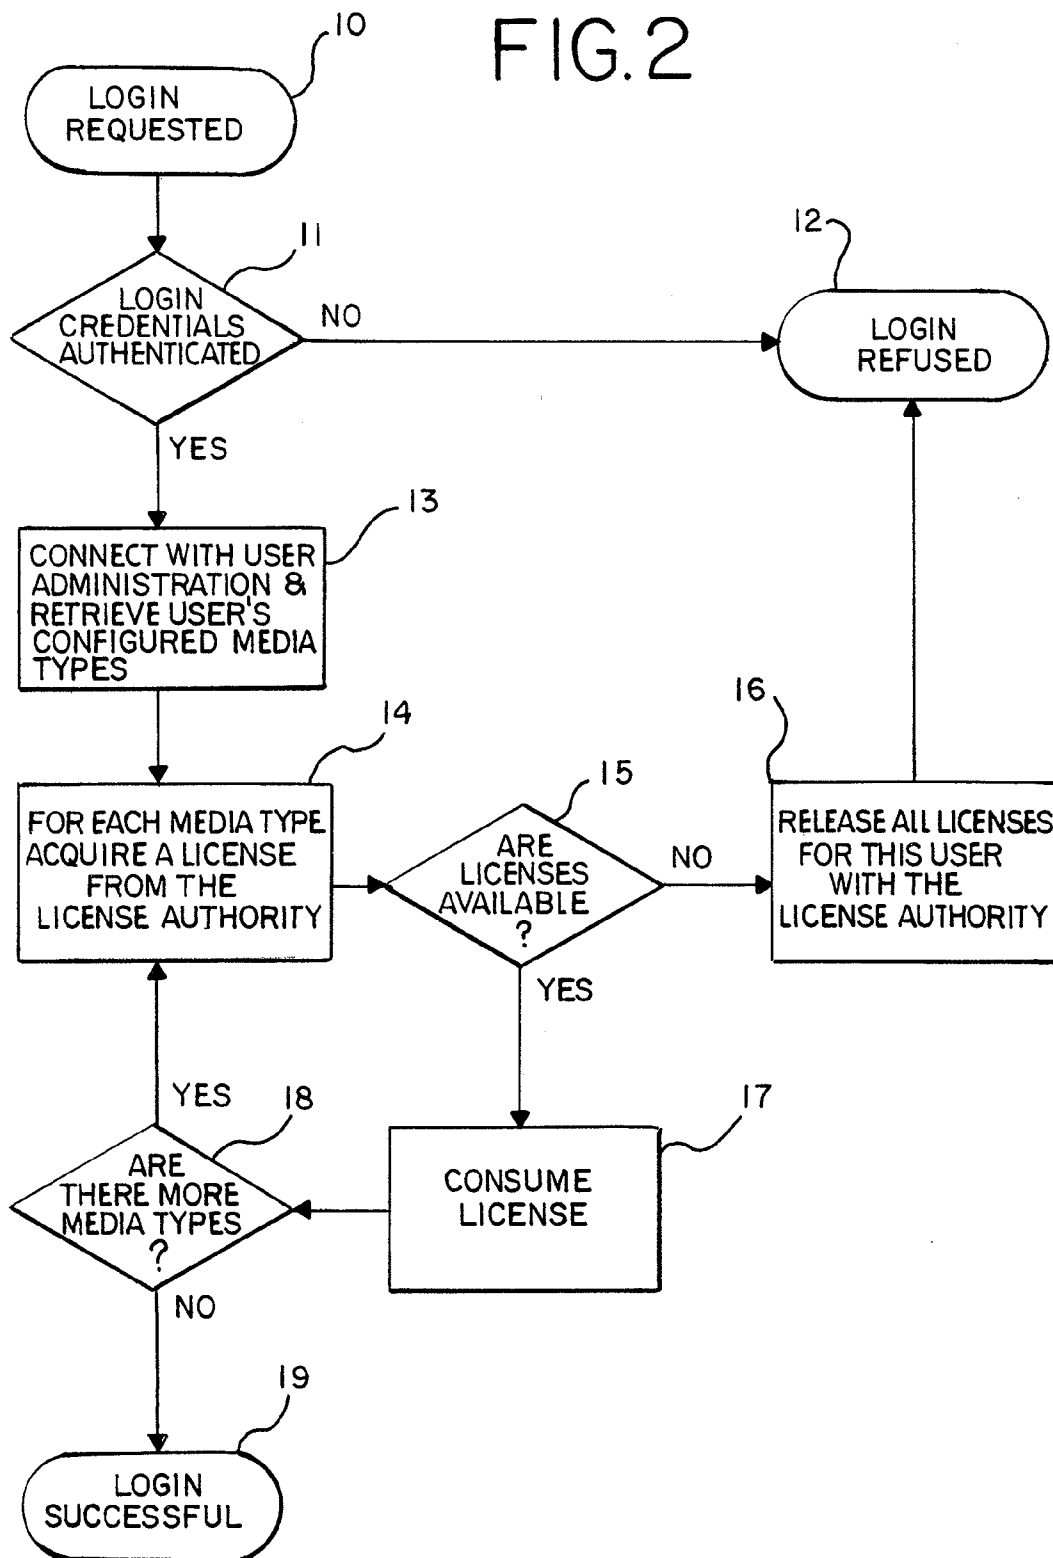 FIG. 2
10
LOGIN
REQUESTED
11
LOGIN
CREDENTIALS
AUTHENTICATED
NO
12
LOGIN
REFUSED
YES
13
CONNECT WITH USER
ADMINISTRATION &
RETRIEVE USER'S
CONFIGURED MEDIA
TYPES
14
FOR EACH MEDIA TYPE
ACQUIRE A LICENSE
FROM THE
LICENSE AUTHORITY
15
ARE
LICENSES
AVAILABLE
?
NO
16
RELEASE ALL LICENSES
FOR THIS USER
WITH THE
LICENSE AUTHORITY
YES
17
CONSUME
LICENSE
YES
18
ARE
THERE MORE
MEDIA TYPES
?
NO
19
LOGIN
SUCCESSFUL